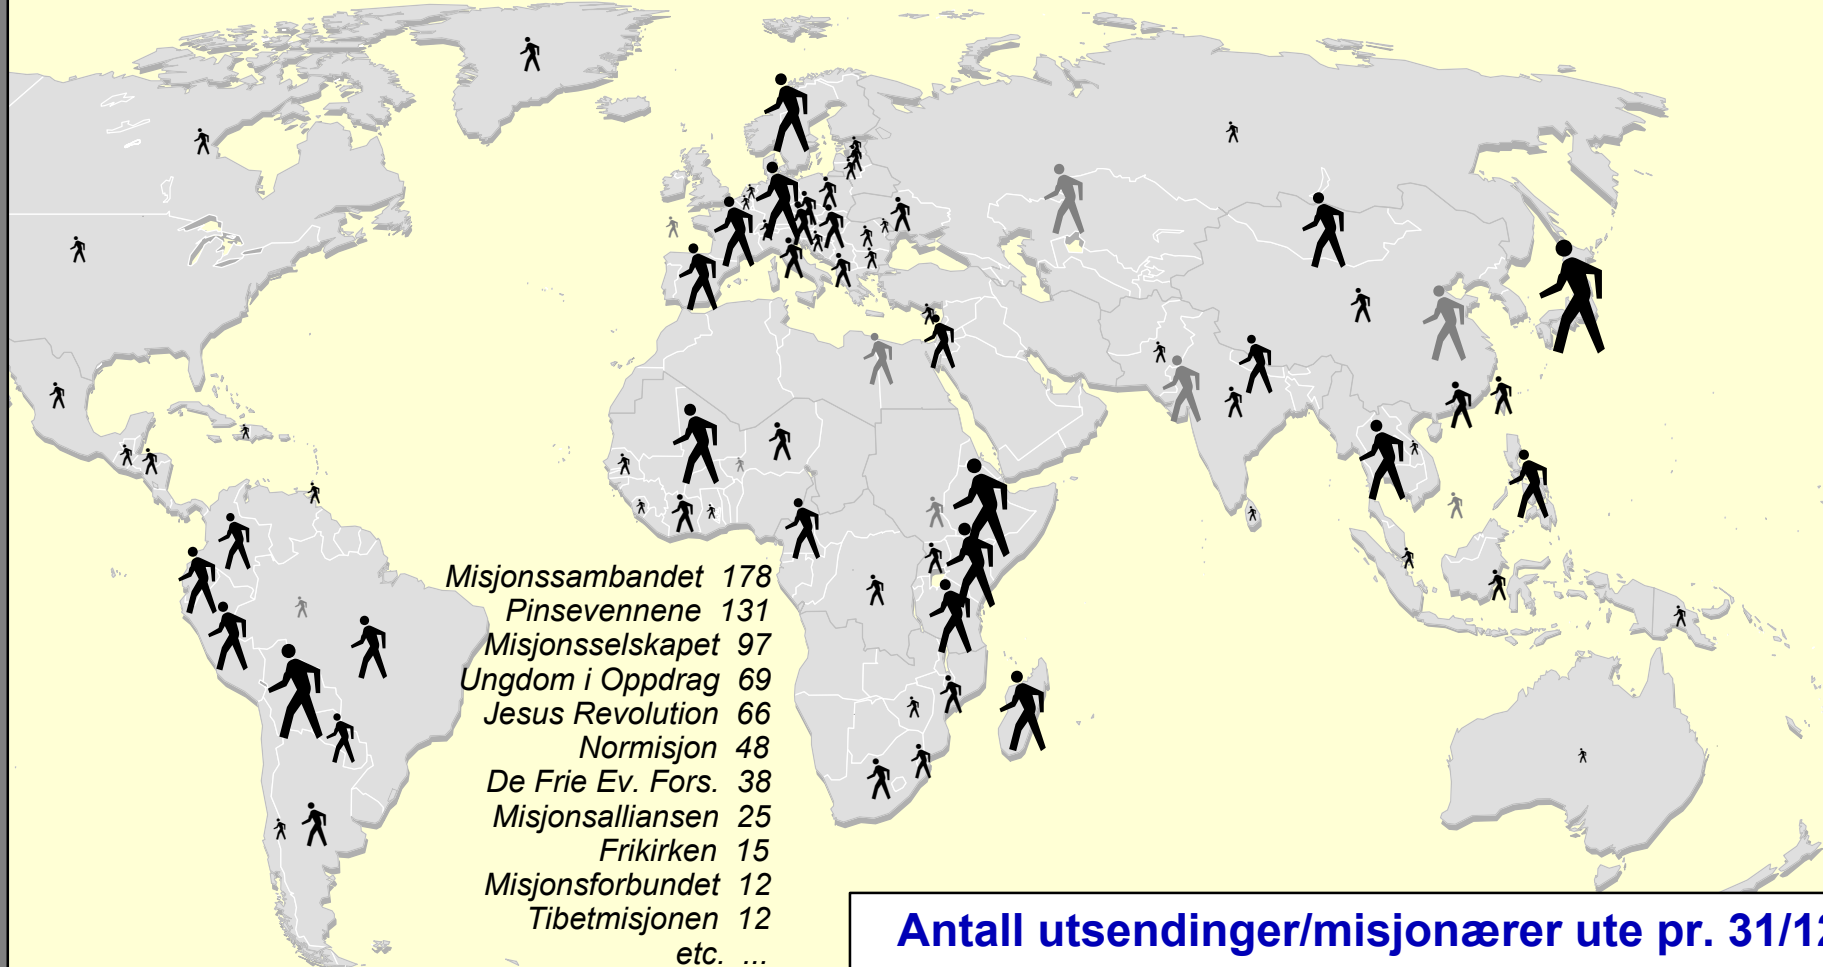 Misjonssambandet 178
Pinsevennene 131
Misjonsselskapet 97
Ungdom i Oppdrag 69
Jesus Revolution 66
Normisjon 48
De Frie Ev. Fors. 38
Misjonsalliansen 25
Frikirken 15
Misjonsforbundet 12
Tibetmisjonen 12
etc. ...
Antall utsendinger/misjonærer ute pr. 31/12